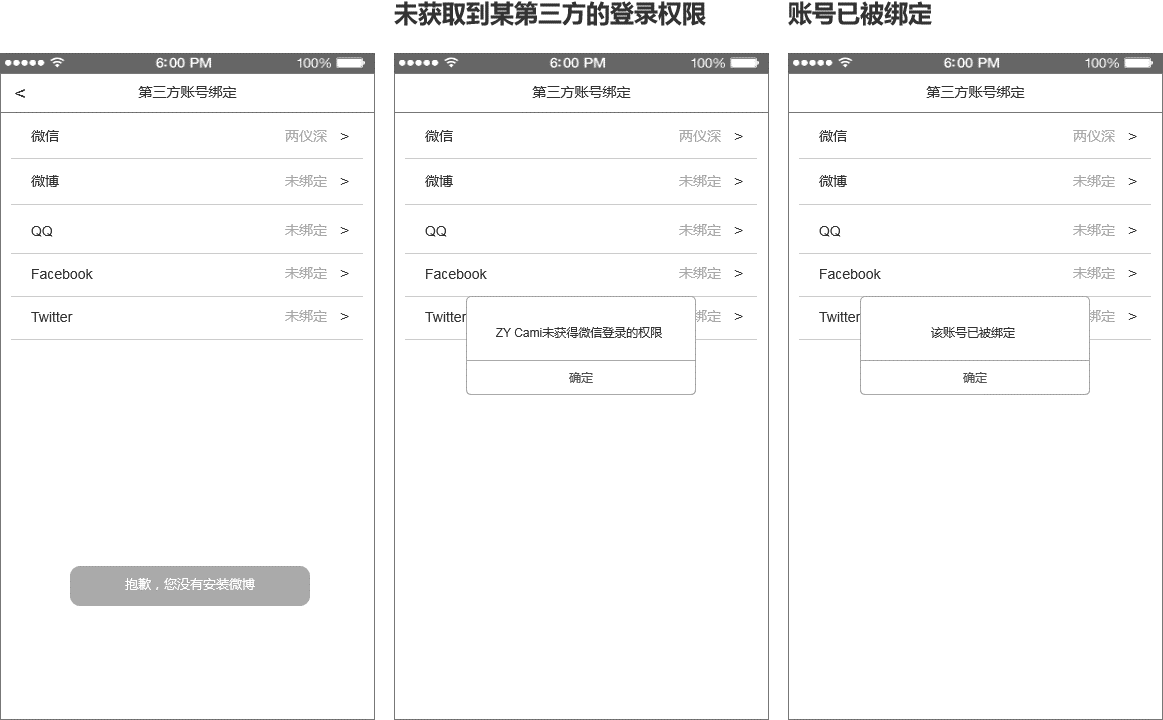 未获取到某第三方的登录权限
账号已被绑定
6:00 PM
100%
<
第三方账号绑定
微信
两仪深 >
微博
未绑定 >
QQ
未绑定 >
Facebook
未绑定 >
Twitter
未绑定 >
抱歉，您没有安装微博
6:00 PM
100%
第三方账号绑定
微信
两仪深 >
微博
未绑定 >
QQ
未绑定 >
Facebook
未绑定 >
Twitter
绑定 >
ZY Cami未获得微信登录的权限
确定
6:00 PM
100%
第三方账号绑定
微信
两仪深 >
微博
未绑定 >
QQ
未绑定 >
Facebook
未绑定 >
Twitter
绑定 >
该账号已被绑定
确定